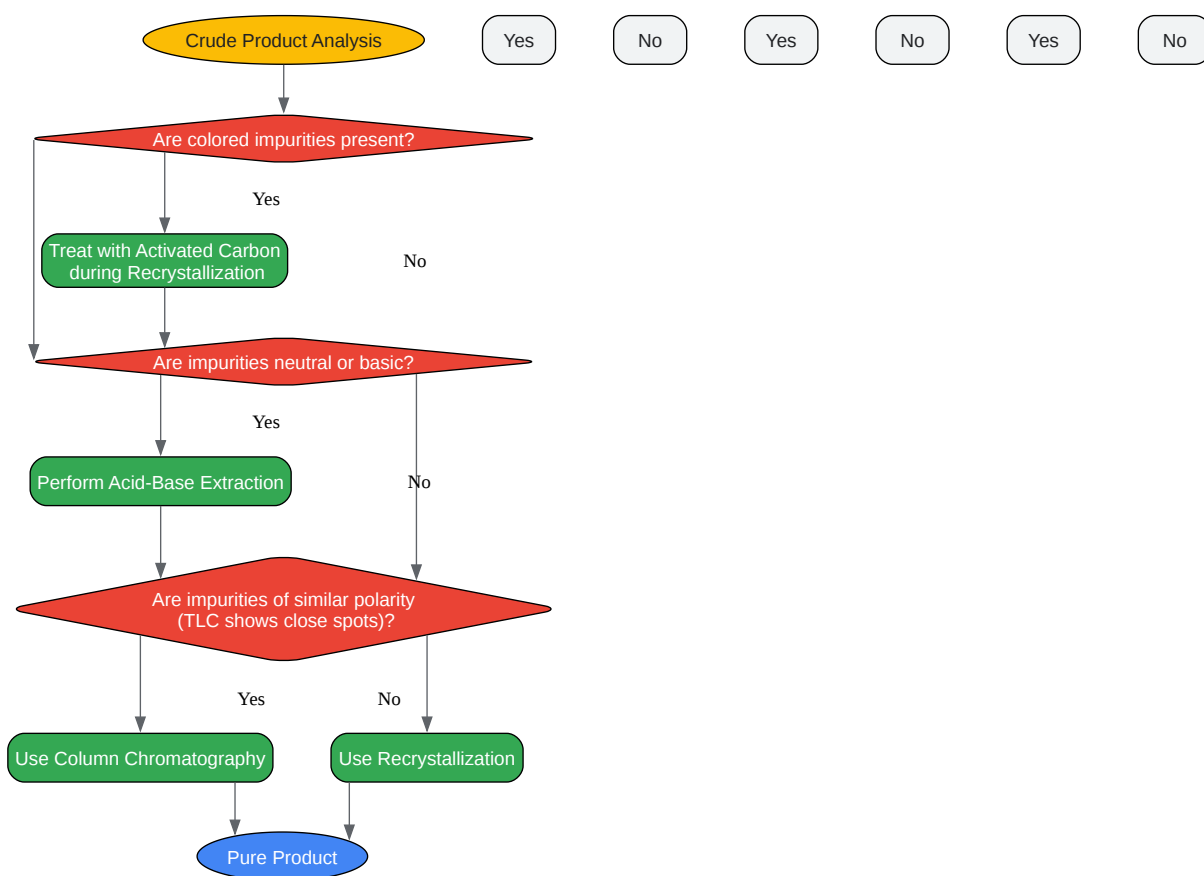 Crude Product Analysis
Yes
No
Yes
No
Yes
No
Are colored impurities present?
Yes
Treat with Activated Carbon
during Recrystallization
No
Are impurities neutral or basic?
Yes
Perform Acid-Base Extraction
No
Are impurities of similar polarity
(TLC shows close spots)?
Yes
No
Use Column Chromatography
Use Recrystallization
Pure Product